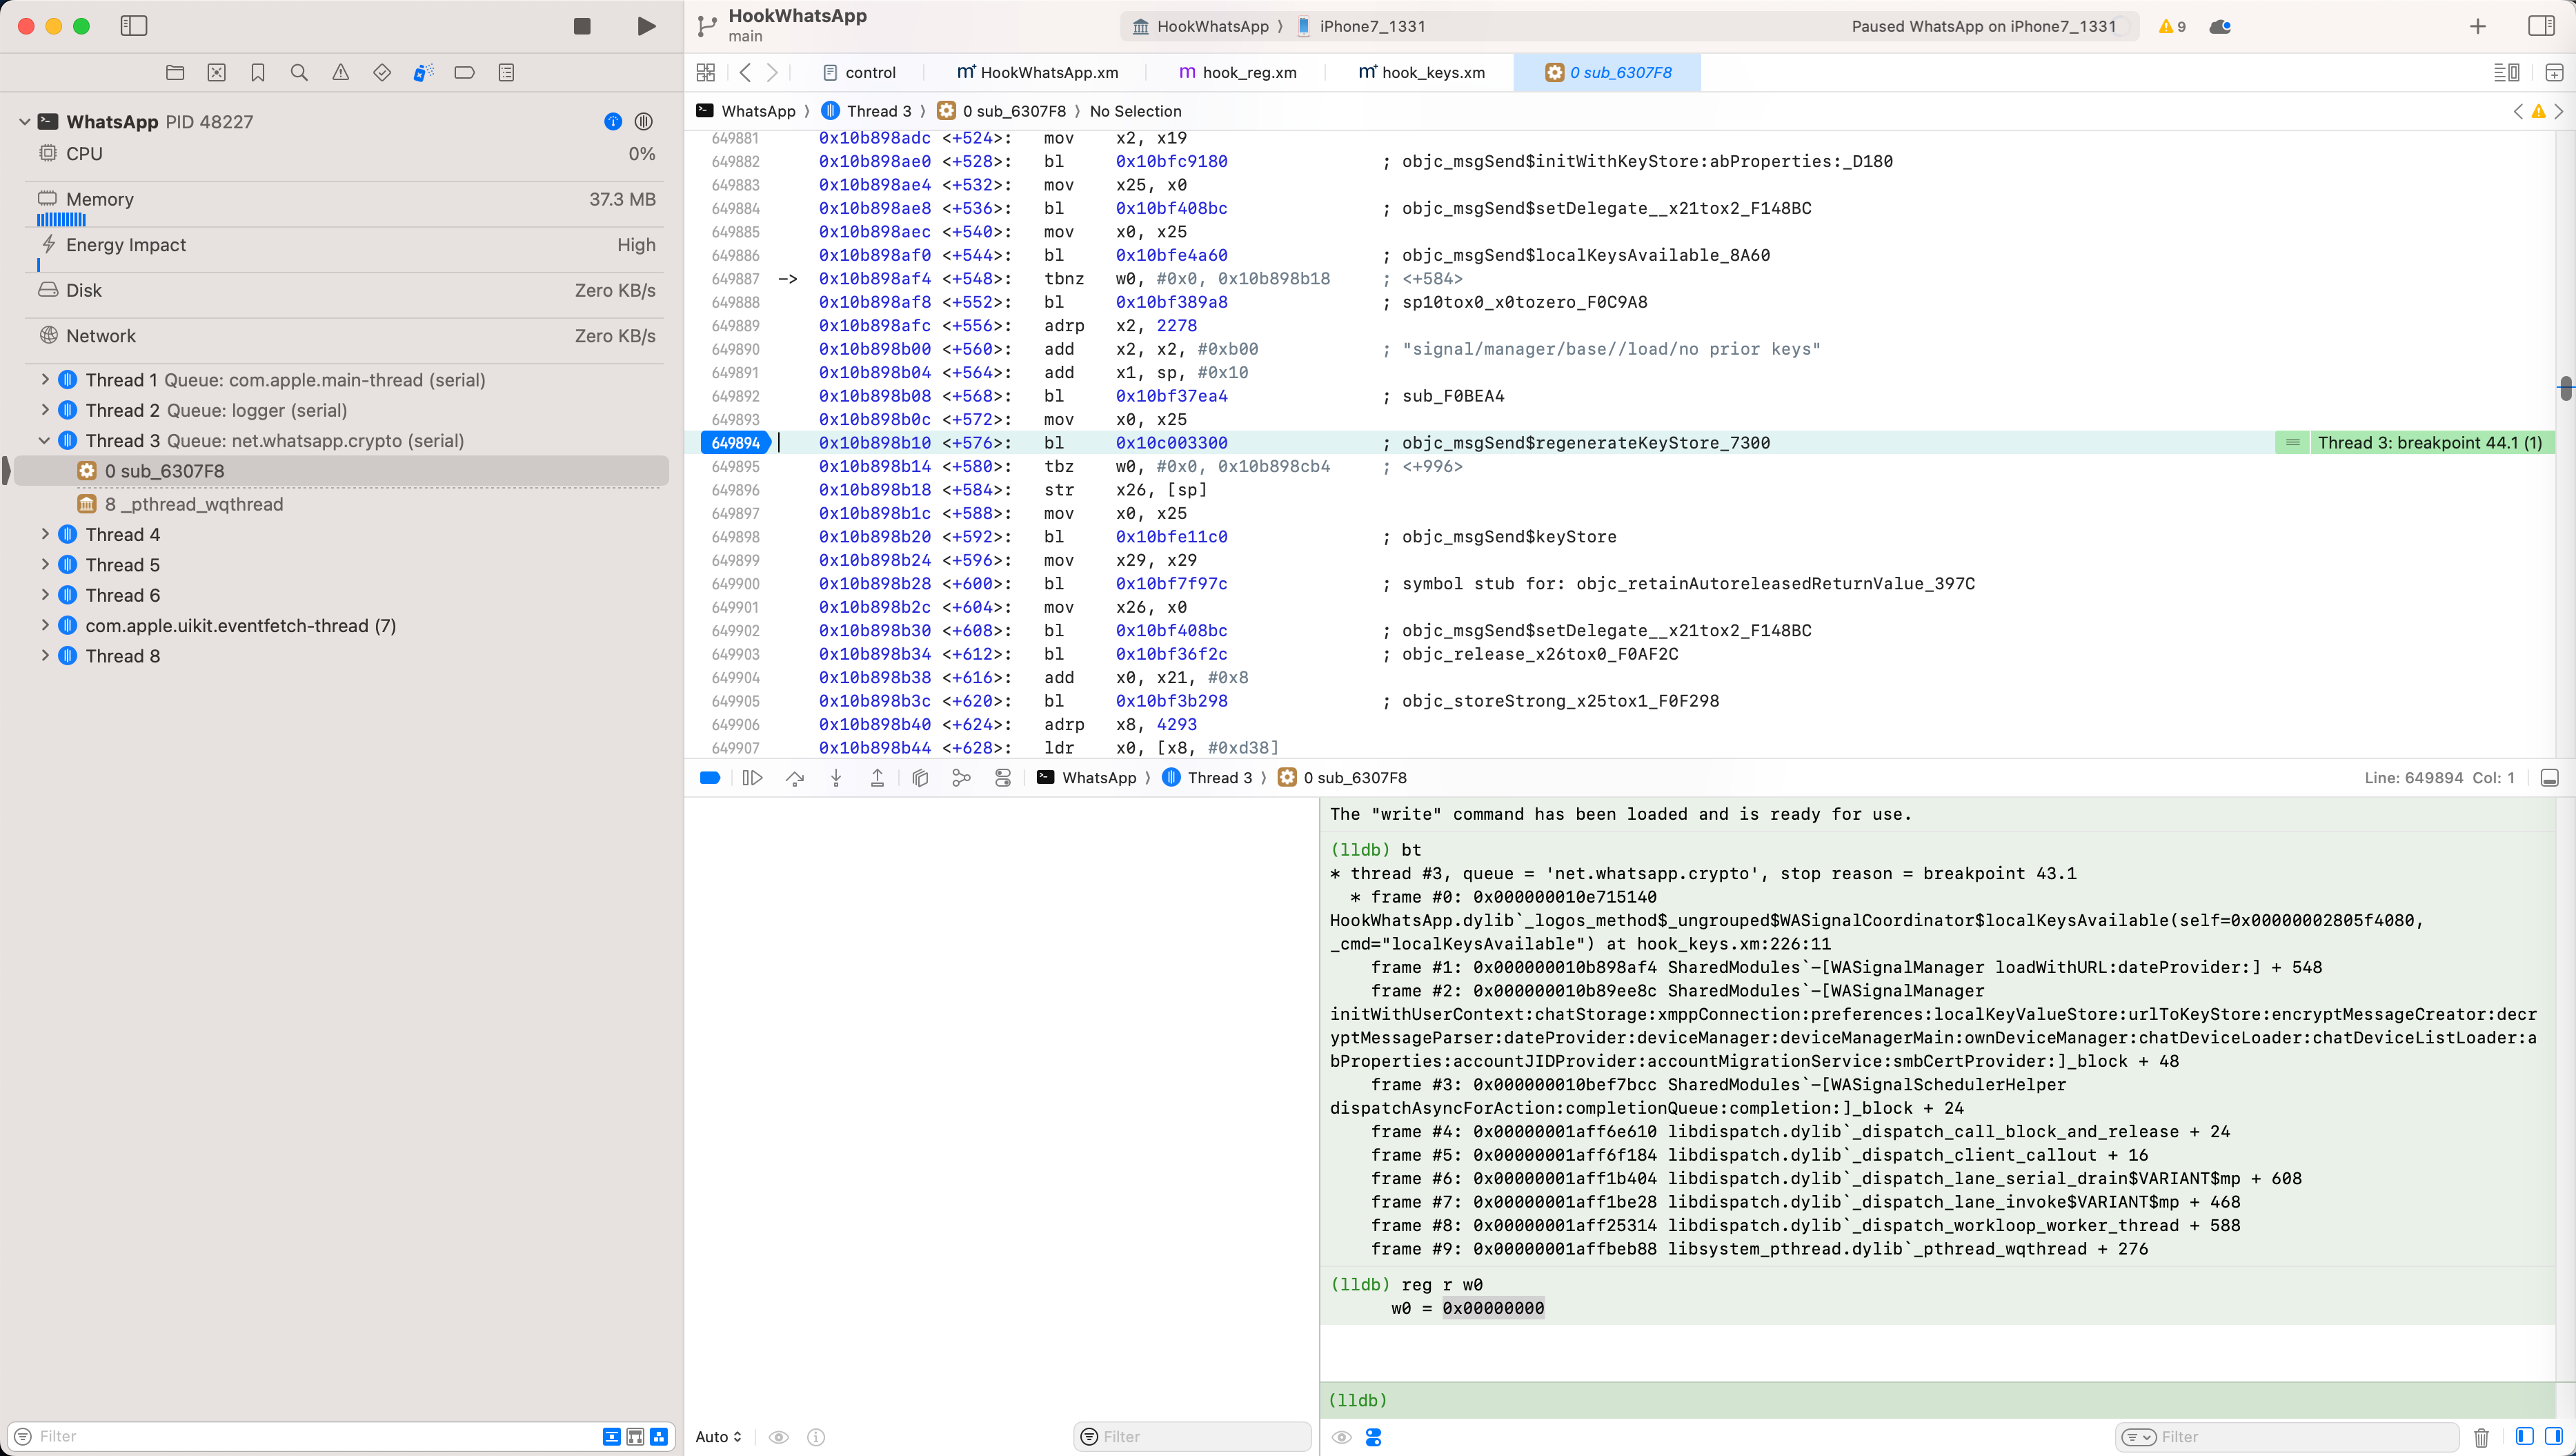 HookWhatsApp
main
HookWhatsApp 〉 iPhone7_1331
Paused WhatsApp on iPhone7_1331
9
control
HookWhatsApp.xm
hook_reg.xm
hook_keys.xm
0 sub_6307F8
WhatsApp 〉 Thread 3 〉 0 sub_6307F8 〉 No Selection
WhatsApp PID 48227
CPU 0%
Memory 37.3 MB
Energy Impact High
Disk Zero KB/s
Network Zero KB/s
Thread 1 Queue: com.apple.main-thread (serial)
Thread 2 Queue: logger (serial)
Thread 3 Queue: net.whatsapp.crypto (serial)
0 sub_6307F8
8 _pthread_wqthread
Thread 4
Thread 5
Thread 6
com.apple.uikit.eventfetch-thread (7)
Thread 8
Filter
649881 0x10b898adc <+524>: mov x2, x19
649882 0x10b898ae0 <+528>: bl 0x10bfc9180 ; objc_msgSend$initWithKeyStore:abProperties:_D180
649883 0x10b898ae4 <+532>: mov x25, x0
649884 0x10b898ae8 <+536>: bl 0x10bf408bc ; objc_msgSend$setDelegate__x21tox2_F148BC
649885 0x10b898aec <+540>: mov x0, x25
649886 0x10b898af0 <+544>: bl 0x10bfe4a60 ; objc_msgSend$localKeysAvailable_8A60
649887 -> 0x10b898af4 <+548>: tbnz w0, #0x0, 0x10b898b18 ; <+584>
649888 0x10b898af8 <+552>: bl 0x10bf389a8 ; sp10tox0_x0tozero_F0C9A8
649889 0x10b898afc <+556>: adrp x2, 2278
649890 0x10b898b00 <+560>: add x2, x2, #0xb00 ; "signal/manager/base//load/no prior keys"
649891 0x10b898b04 <+564>: add x1, sp, #0x10
649892 0x10b898b08 <+568>: bl 0x10bf37ea4 ; sub_F0BEA4
649893 0x10b898b0c <+572>: mov x0, x25
649894 0x10b898b10 <+576>: bl 0x10c003300 ; objc_msgSend$regenerateKeyStore_7300 Thread 3: breakpoint 44.1 (1)
649895 0x10b898b14 <+580>: tbz w0, #0x0, 0x10b898cb4 ; <+996>
649896 0x10b898b18 <+584>: str x26, [sp]
649897 0x10b898b1c <+588>: mov x0, x25
649898 0x10b898b20 <+592>: bl 0x10bfe11c0 ; objc_msgSend$keyStore
649899 0x10b898b24 <+596>: mov x29, x29
649900 0x10b898b28 <+600>: bl 0x10bf7f97c ; symbol stub for: objc_retainAutoreleasedReturnValue_397C
649901 0x10b898b2c <+604>: mov x26, x0
649902 0x10b898b30 <+608>: bl 0x10bf408bc ; objc_msgSend$setDelegate__x21tox2_F148BC
649903 0x10b898b34 <+612>: bl 0x10bf36f2c ; objc_release_x26tox0_F0AF2C
649904 0x10b898b38 <+616>: add x0, x21, #0x8
649905 0x10b898b3c <+620>: bl 0x10bf3b298 ; objc_storeStrong_x25tox1_F0F298
649906 0x10b898b40 <+624>: adrp x8, 4293
649907 0x10b898b44 <+628>: ldr x0, [x8, #0xd38]
WhatsApp 〉 Thread 3 〉 0 sub_6307F8
Line: 649894 Col: 1
The "write" command has been loaded and is ready for use.
(lldb) bt
* thread #3, queue = 'net.whatsapp.crypto', stop reason = breakpoint 43.1
* frame #0: 0x000000010e715140
HookWhatsApp.dylib`_logos_method$_ungrouped$WASignalCoordinator$localKeysAvailable(self=0x00000002805f4080,
_cmd="localKeysAvailable") at hook_keys.xm:226:11
frame #1: 0x000000010b898af4 SharedModules`-[WASignalManager loadWithURL:dateProvider:] + 548
frame #2: 0x000000010b89ee8c SharedModules`-[WASignalManager
initWithUserContext:chatStorage:xmppConnection:preferences:localKeyValueStore:urlToKeyStore:encryptMessageCreator:decr
yptMessageParser:dateProvider:deviceManager:deviceManagerMain:ownDeviceManager:chatDeviceLoader:chatDeviceListLoader:a
bProperties:accountJIDProvider:accountMigrationService:smbCertProvider:]_block + 48
frame #3: 0x000000010bef7bcc SharedModules`-[WASignalSchedulerHelper
dispatchAsyncForAction:completionQueue:completion:]_block + 24
frame #4: 0x00000001aff6e610 libdispatch.dylib`_dispatch_call_block_and_release + 24
frame #5: 0x00000001aff6f184 libdispatch.dylib`_dispatch_client_callout + 16
frame #6: 0x00000001aff1b404 libdispatch.dylib`_dispatch_lane_serial_drain$VARIANT$mp + 608
frame #7: 0x00000001aff1be28 libdispatch.dylib`_dispatch_lane_invoke$VARIANT$mp + 468
frame #8: 0x00000001aff25314 libdispatch.dylib`_dispatch_workloop_worker_thread + 588
frame #9: 0x00000001affbeb88 libsystem_pthread.dylib`_pthread_wqthread + 276
(lldb) reg r w0
w0 = 0x00000000
(lldb)
Auto
Filter
Filter